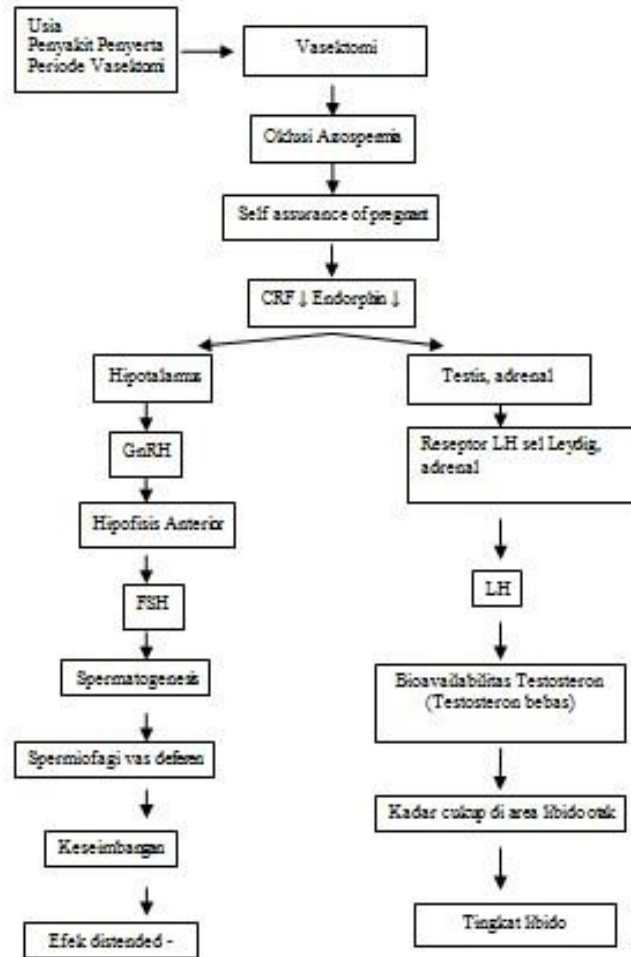 Usia
Penyakit Penyerta
Periode Vasektomi
Vasektomi
Oklusi Azospermia
Self assurance of pregnant
CRF ↓ Endorphin ↓
Hipotalamus
Testis, adrenal
GnRH
Reseptor LH sel Leydig,
adrenal
Hipofisis Anterior
FSH
LH
Spermatogenesis
Bioavailabilitas Testosteron
(Testosteron bebas)
Spermiofagi vas deferen
Kadar cukup di area libido otak
Keseimbangan
Tingkat libido
Efek distended -